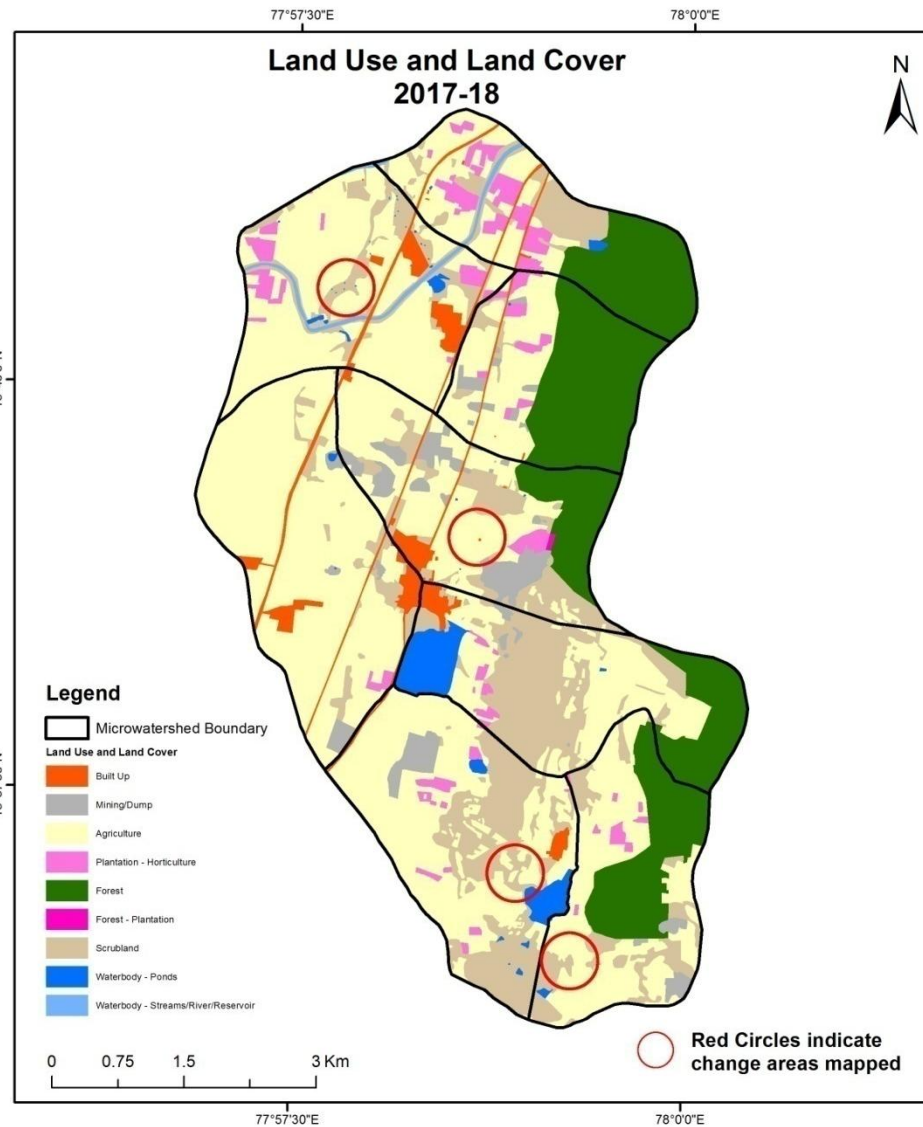 77°57'30"E
78°0'0"E
Land Use and Land Cover
2017-18
N
Legend
Microwatershed Boundary
Land Use and Land Cover
Built Up
Mining/Dump
Agriculture
Plantation - Horticulture
Forest
Forest - Plantation
Scrubland
Waterbody - Ponds
Waterbody - Streams/River/Reservoir
0 0.75 1.5 3 Km
Red Circles indicate
change areas mapped
77°57'30"E
78°0'0"E